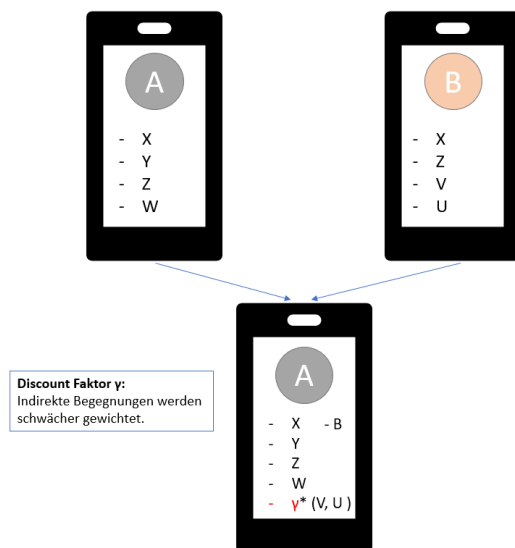 A
- X
- Y
- Z
- W
B
- X
- Z
- V
- U
Discount Faktor γ:
Indirekte Begegnungen werden
schwächer gewichtet.
A
- X - B
- Y
- Z
- W
- γ* (V, U )